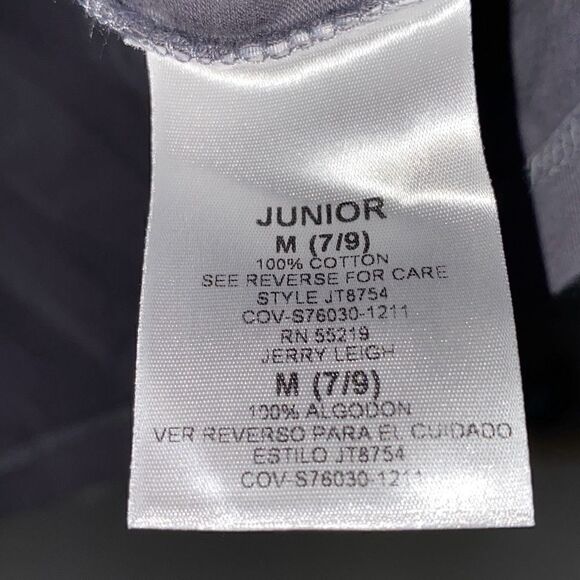 JUNIOR
M (7/9)
100% COTTON
SEE REVERSE FOR CARE
STYLE JT8754
COV-S76030-1211
RN 55219
JERRY LEIGH
M (7/9)
100% ALGODON
VER REVERSO PARA EL CUIDADO
ESTILO JT8754
COV-S76030-1211